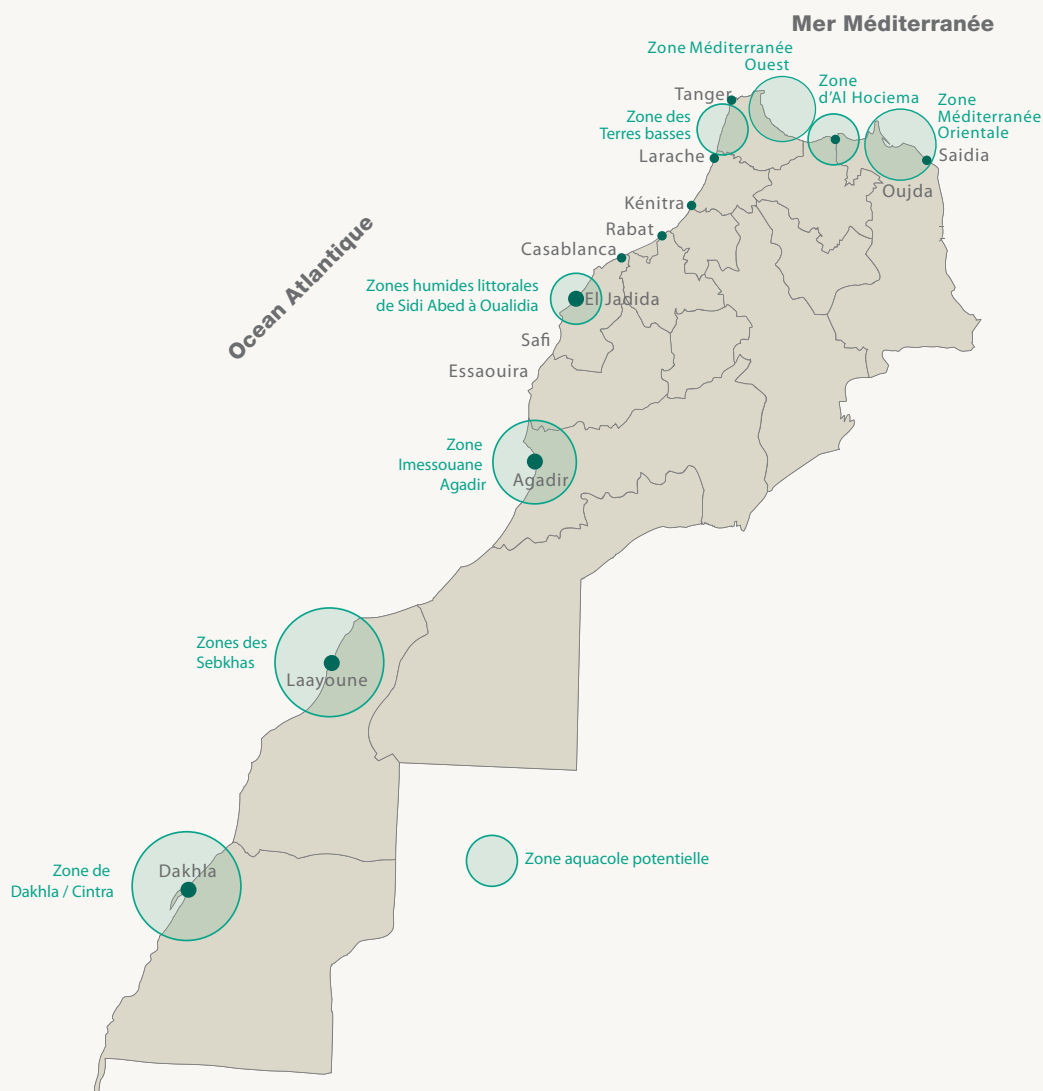 Mer Méditerranée
Zone Méditerranée
Ouest
Zone
d'Al Hociema
Zone
Méditerranée
Orientale
Tanger
Zone des
Terres basses
Larache
Saidia
Oujda
Kénitra
Rabat
Casablanca
Ocean Atlantique
Zones humides littorales
de Sidi Abed à Oualidia
El Jadida
Safi
Essaouira
Zone
Imessouane
Agadir
Agadir
Zones des
Sebkhas
Laayoune
Zone aquacole potentielle
Dakhla
Zone de
Dakhla / Cintra